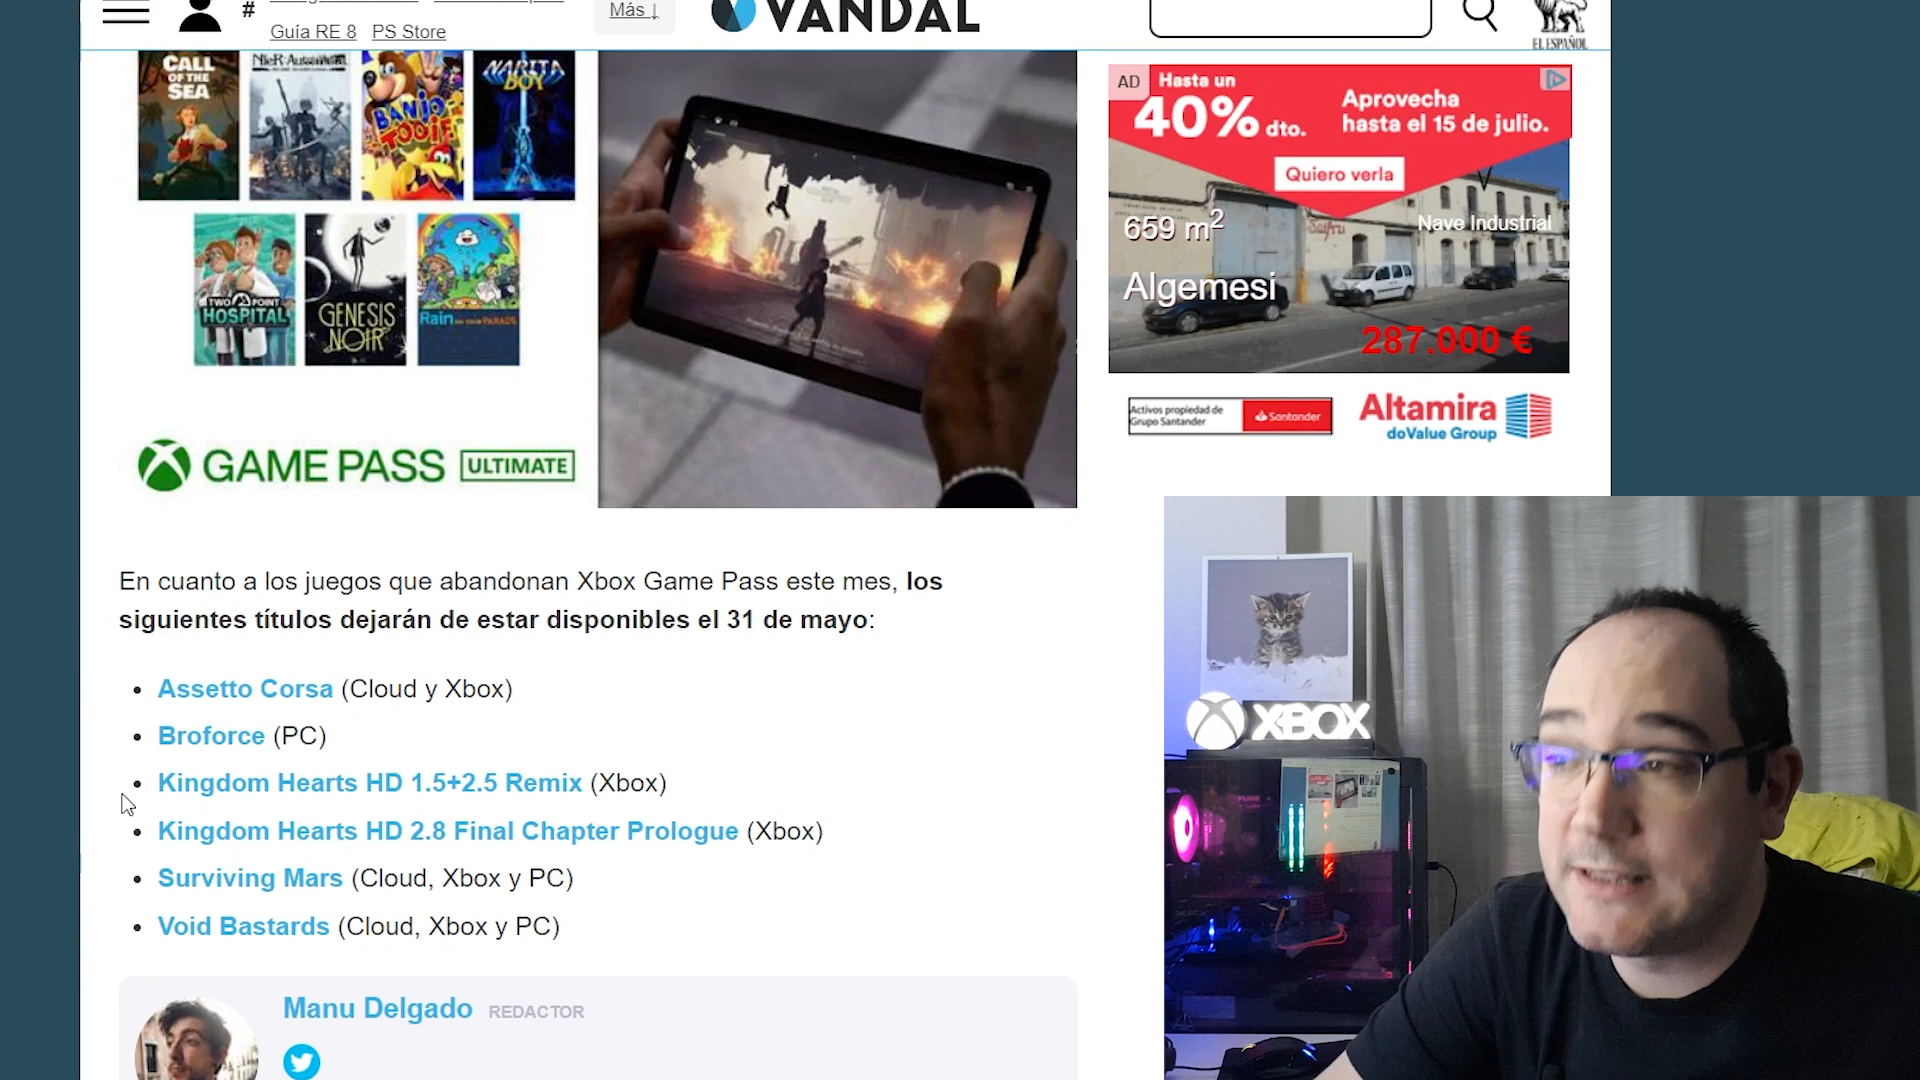 #
Más ↓
VANDAL
EL ESPAÑOL
Guía RE 8 PS Store
CALL OF THE SEA
NieR:Automata
BANJO-TOOIE
NARITA BOY
TWO POINT HOSPITAL
GENESIS NOIR
Rain ON YOUR PARADE
GAME PASS ULTIMATE
AD
Hasta un
40% dto.
Aprovecha
hasta el 15 de julio.
Quiero verla
659 m2
Nave Industrial
Algemesi
287.000 €
Activos propiedad de
Grupo Santander
Santander
Altamira
doValue Group
En cuanto a los juegos que abandonan Xbox Game Pass este mes, los
siguientes títulos dejarán de estar disponibles el 31 de mayo:
• Assetto Corsa (Cloud y Xbox)
• Broforce (PC)
• Kingdom Hearts HD 1.5+2.5 Remix (Xbox)
• Kingdom Hearts HD 2.8 Final Chapter Prologue (Xbox)
• Surviving Mars (Cloud, Xbox y PC)
• Void Bastards (Cloud, Xbox y PC)
Manu Delgado REDACTOR
XBOX